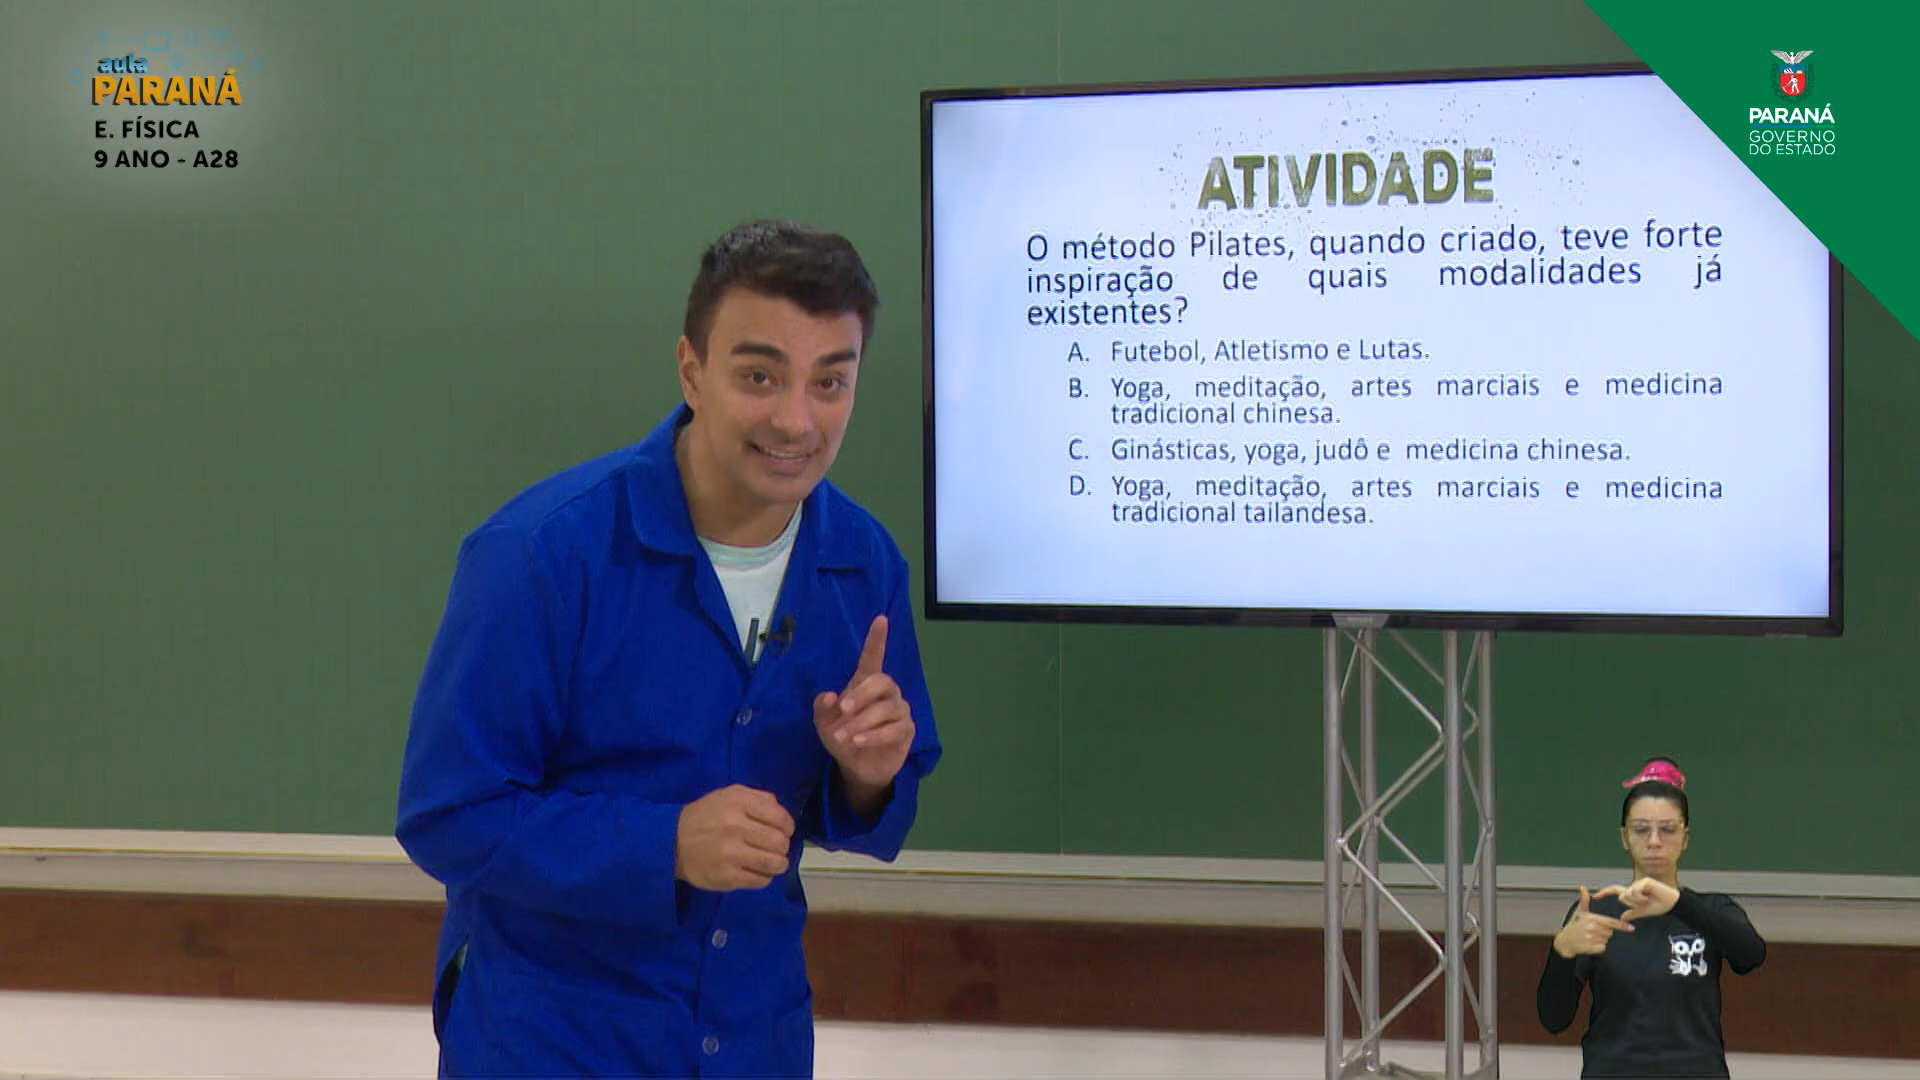 aula
PARANÁ
E. FÍSICA
9 ANO - A28
PARANÁ
GOVERNO
DO ESTADO
ATIVIDADE
O método Pilates, quando criado, teve forte
inspiração de quais modalidades já
existentes?
A. Futebol, Atletismo e Lutas.
B. Yoga, meditação, artes marciais e medicina
tradicional chinesa.
C. Ginásticas, yoga, judô e medicina chinesa.
D. Yoga, meditação, artes marciais e medicina
tradicional tailandesa.